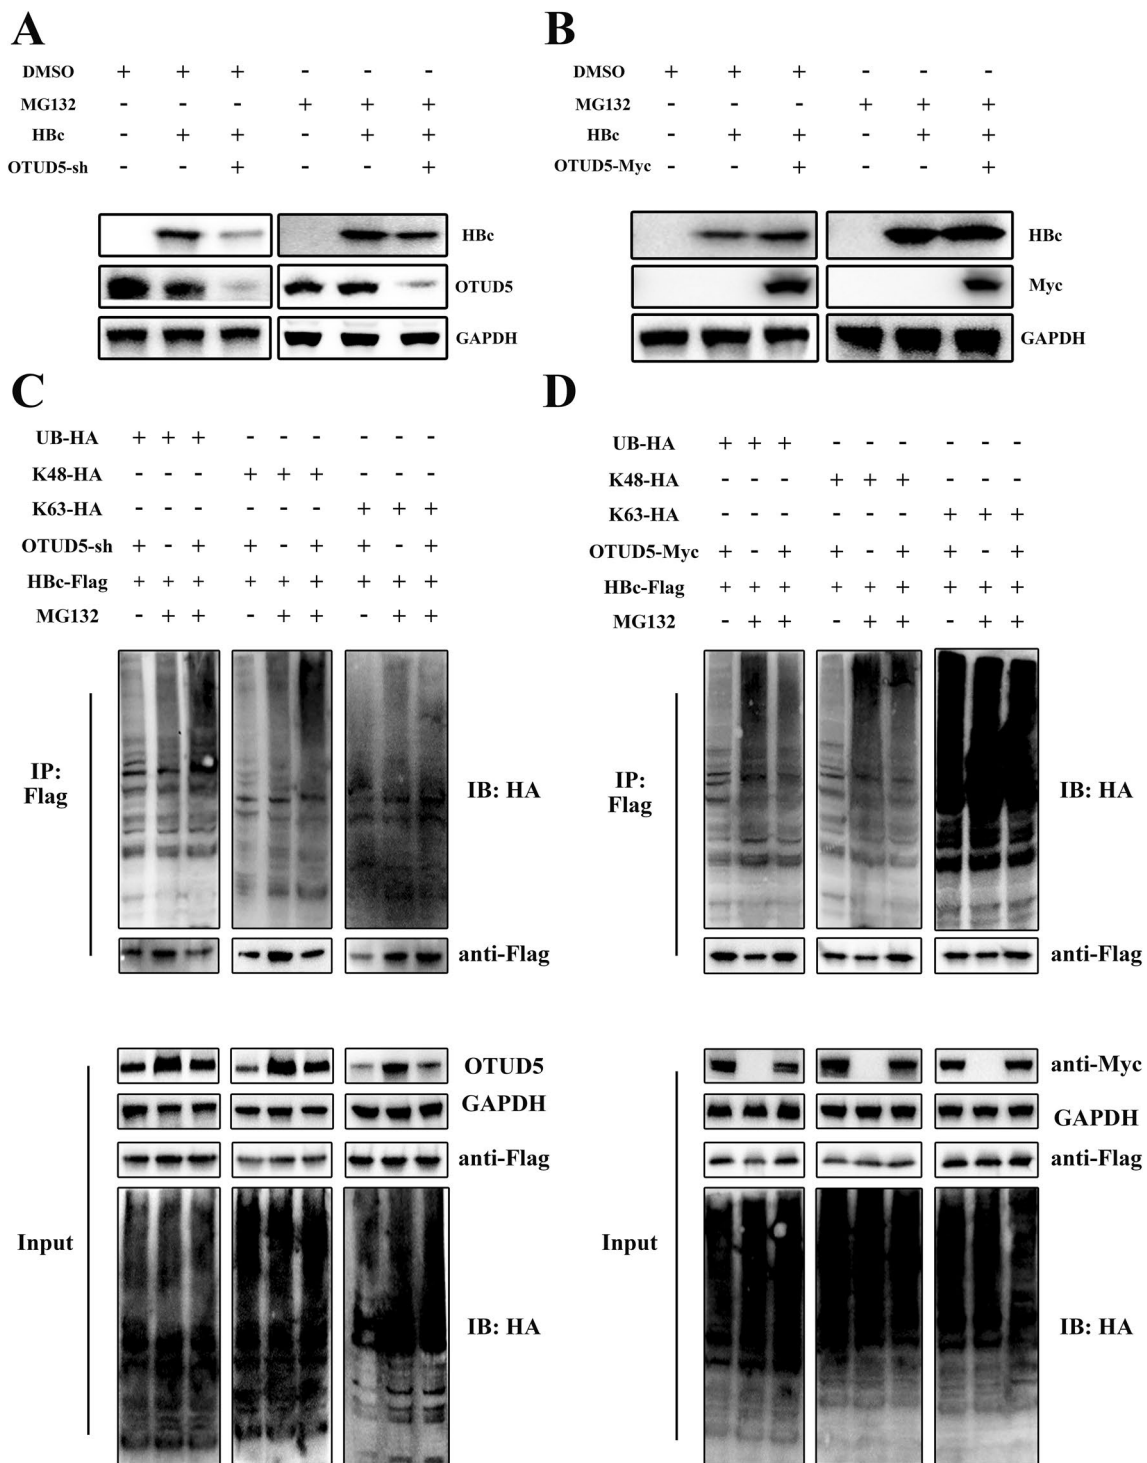 A
DMSO + + + - - -
MG132 - - - + + +
HBc - + + - + +
OTUD5-sh - - + - - +
HBc
OTUD5
GAPDH
B
DMSO + + + - - -
MG132 - - - + + +
HBc - + + - + +
OTUD5-Myc - - + - - +
HBc
Myc
GAPDH
C
UB-HA + + + - - - - - -
K48-HA - - - + + + - - -
K63-HA - - - - - - + + +
OTUD5-sh + - + + - + + - +
HBc-Flag + + + + + + + + +
MG132 - + + - + + - + +
IP:
Flag
IB: HA
anti-Flag
OTUD5
GAPDH
anti-Flag
Input
IB: HA
D
UB-HA + + + - - - - - -
K48-HA - - - + + + - - -
K63-HA - - - - - - + + +
OTUD5-Myc + - + + - + + - +
HBc-Flag + + + + + + + + +
MG132 - + + - + + - + +
IP:
Flag
IB: HA
anti-Flag
anti-Myc
GAPDH
anti-Flag
Input
IB: HA